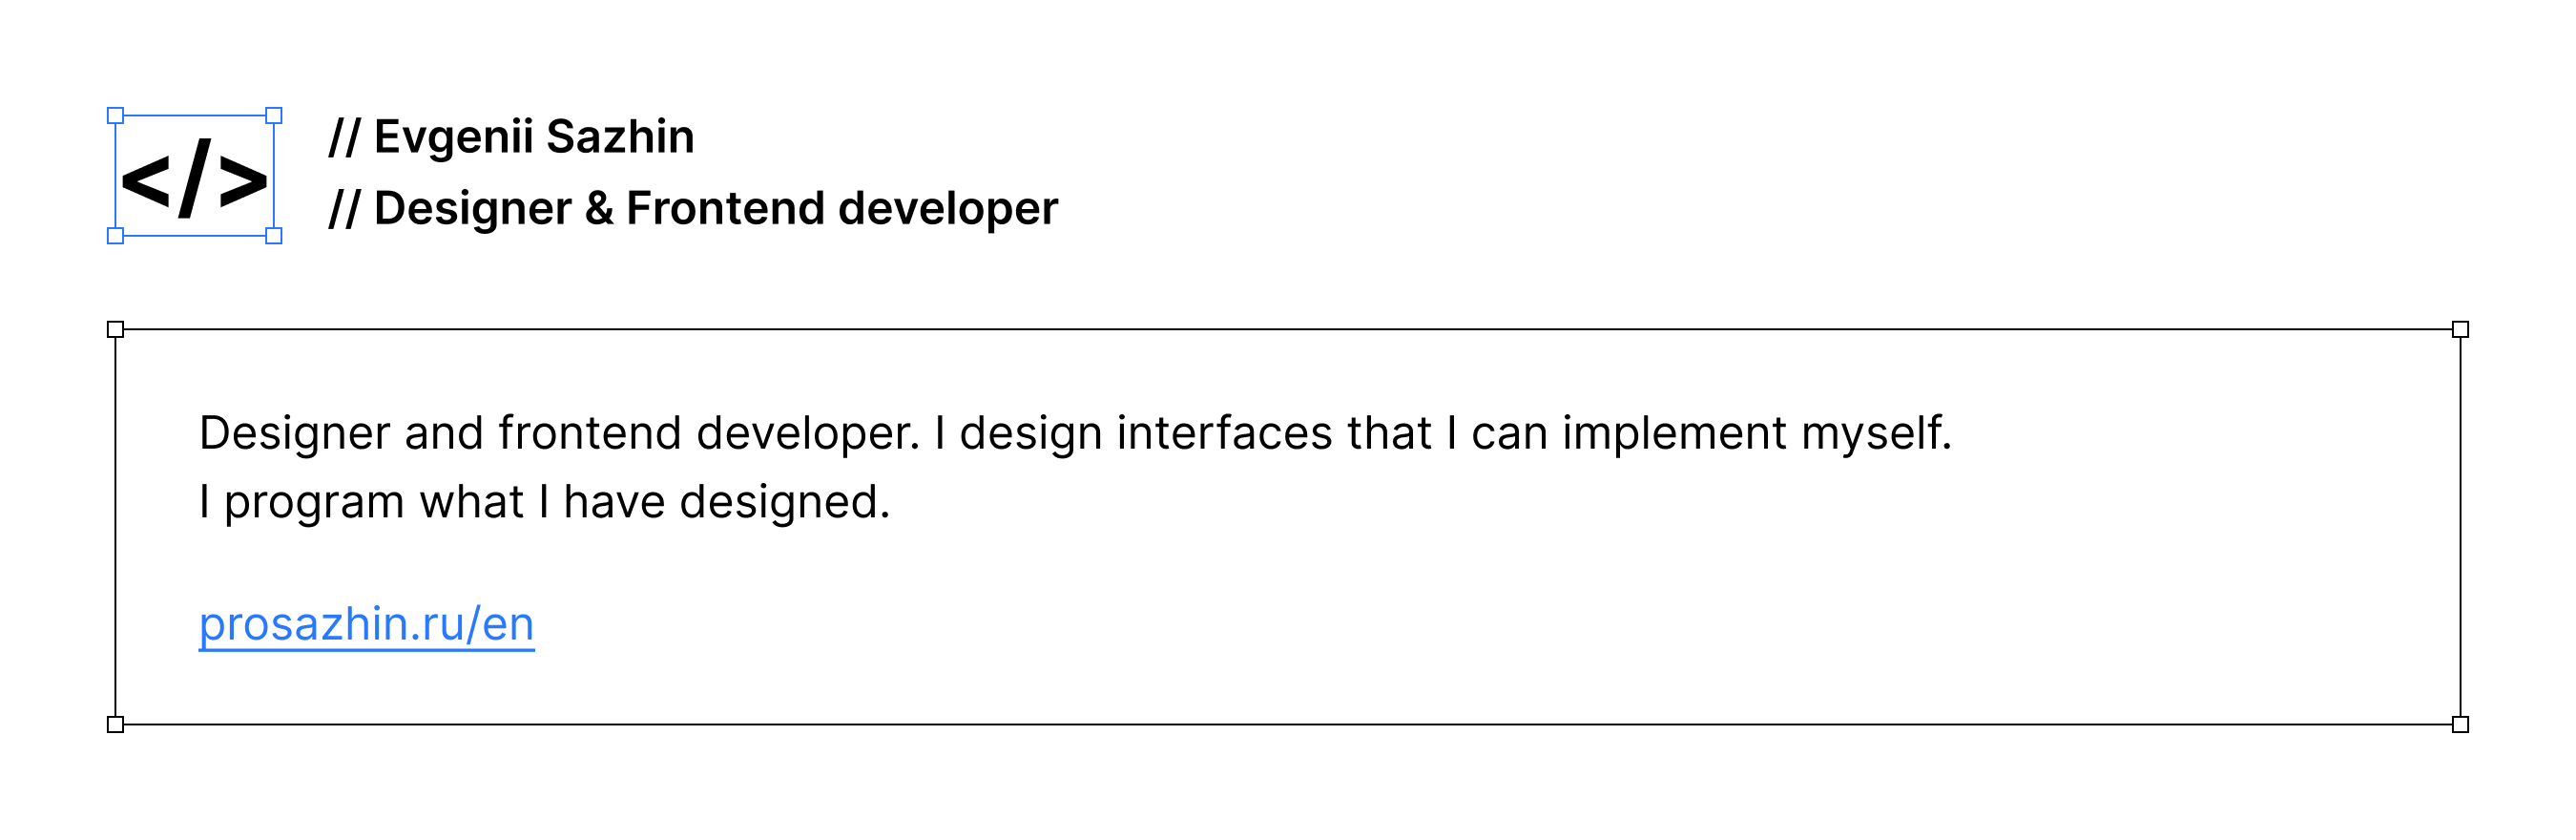 </>
// Evgenii Sazhin
// Designer & Frontend developer
Designer and frontend developer. I design interfaces that I can implement myself.
I program what I have designed.
prosazhin.ru/en